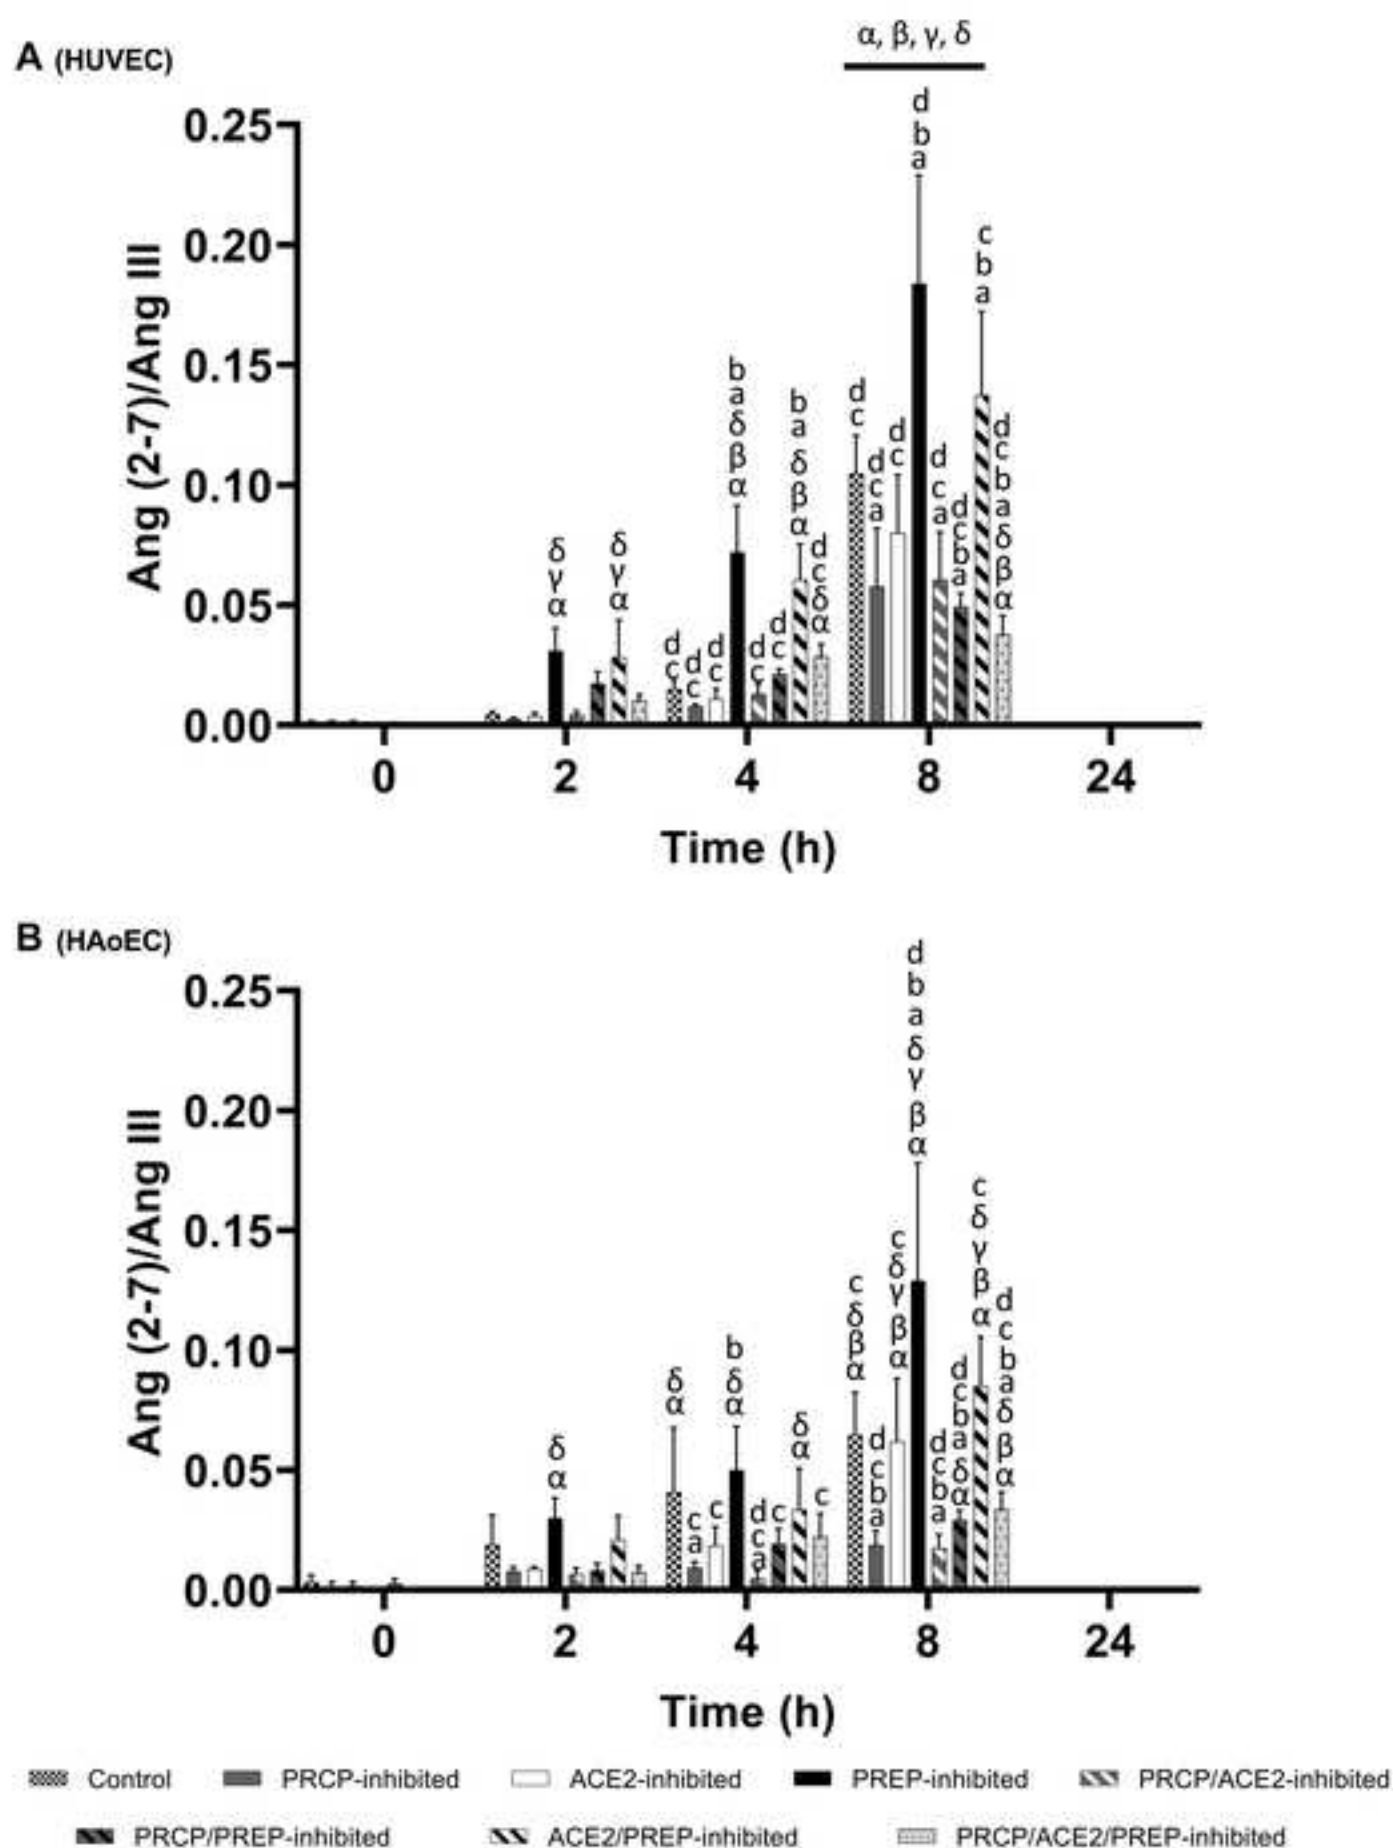 A (HUVEC)
α, β, γ, δ
0.25
0.20
0.15
0.10
0.05
0.00
Ang (2-7)/Ang III
δ
γ
α
δ
γ
α
d
c
d
c
d
c
b
a
δ
β
α
d
c
d
c
b
a
δ
β
α
d
c
δ
α
d
c
d
c
a
d
c
d
b
a
d
c
a
d
c
b
a
c
b
a
d
c
b
a
δ
β
α
0 2 4 8 24
Time (h)
B (HAoEC)
0.25
0.20
0.15
0.10
0.05
0.00
Ang (2-7)/Ang III
δ
α
δ
α
c
a
c
b
δ
α
d
c
a
c
δ
α
c
c
δ
β
α
d
c
b
a
c
δ
γ
β
α
d
b
a
δ
γ
β
α
d
c
b
a
d
c
b
a
δ
α
c
δ
γ
β
α
d
c
b
a
δ
β
α
0 2 4 8 24
Time (h)
Control PRCP-inhibited ACE2-inhibited PREP-inhibited PRCP/ACE2-inhibited
PRCP/PREP-inhibited ACE2/PREP-inhibited PRCP/ACE2/PREP-inhibited